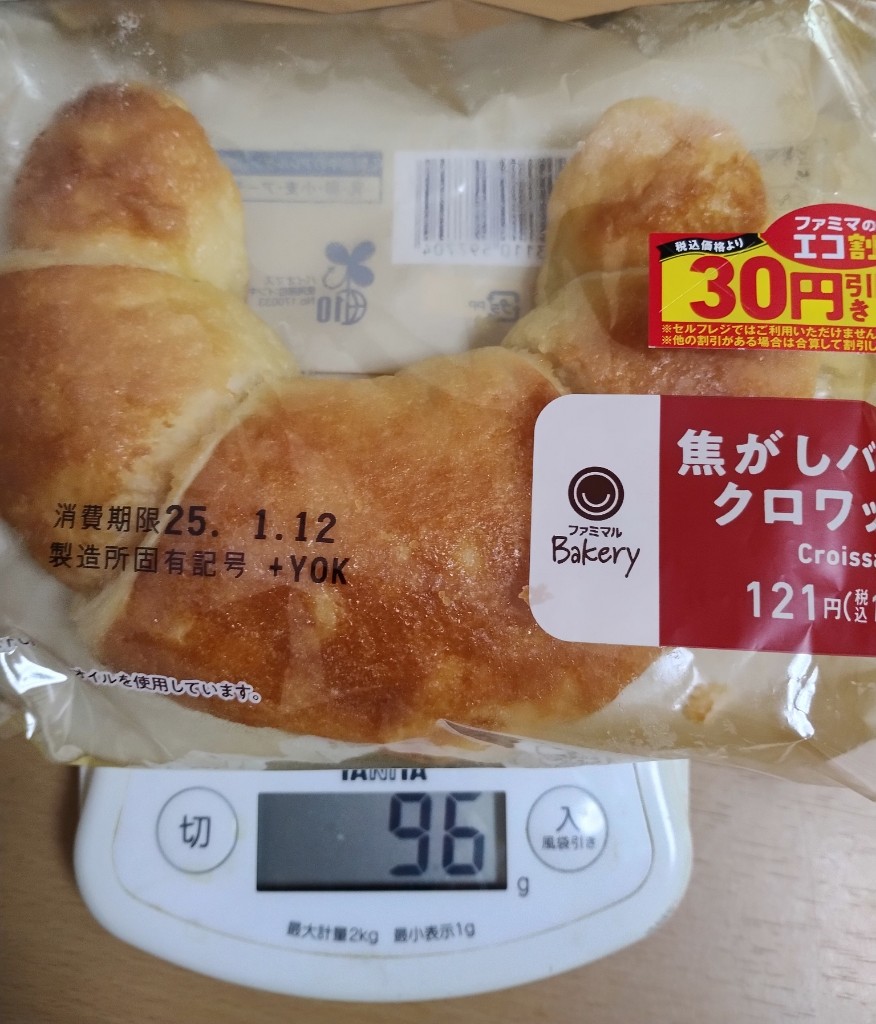 ファミマの
エコ割
税込価格より
30円引き
※セルフレジではご利用いただけません
※他の割引がある場合は合算して割引し
焦がしバ
クロワッ
Croissa
121円(税込1
ファミマル
Bakery
消費期限25. 1.12
製造所固有記号 +YOK
イルを使用しています。
TANITA
切
96 g
入
風袋引き
最大計量2kg 最小表示1g